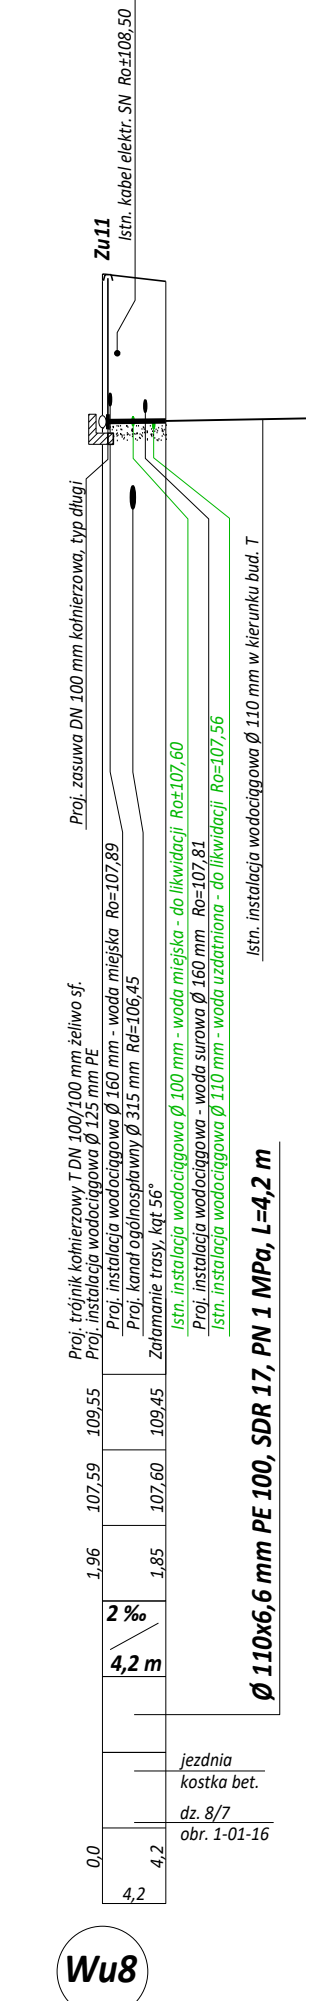 Istn. kabel elektr. SN Ro±108,50
Zu11
Proj. zasuwa DN 100 mm kołnierzowa, typ długi
Proj. trójnik kołnierzowy T DN 100/100 mm żeliwo sf.
Proj. instalacja wodociągowa Ø 125 mm PE
Proj. instalacja wodociągowa Ø 160 mm - woda miejska Ro=107,89
Proj. kanał ogólnospławny Ø 315 mm Rd=106,45
Załamanie trasy, kąt 56°
Istn. instalacja wodociągowa Ø 100 mm - woda miejska - do likwidacji Ro±107,60
Proj. instalacja wodociągowa - woda surowa Ø 160 mm Ro=107,81
Istn. instalacja wodociągowa Ø 110 mm - woda uzdatniona - do likwidacji Ro=107,56
Istn. instalacja wodociągowa Ø 110 mm w kierunku bud. T
109,55
109,45
107,59
107,60
1,96
1,85
2 ‰
4,2 m
Ø 110x6,6 mm PE 100, SDR 17, PN 1 MPa, L=4,2 m
jezdnia
kostka bet.
dz. 8/7
obr. 1-01-16
0,0
4,2
4,2
Wu8